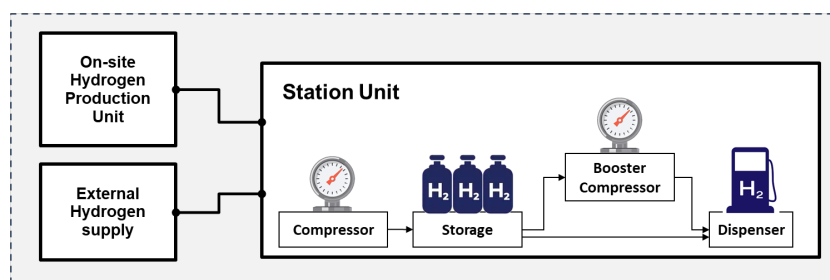 On-site
Hydrogen
Production
Unit
External
Hydrogen
supply
Station Unit
Compressor
H₂ H₂ H₂
Storage
Booster
Compressor
H₂
Dispenser